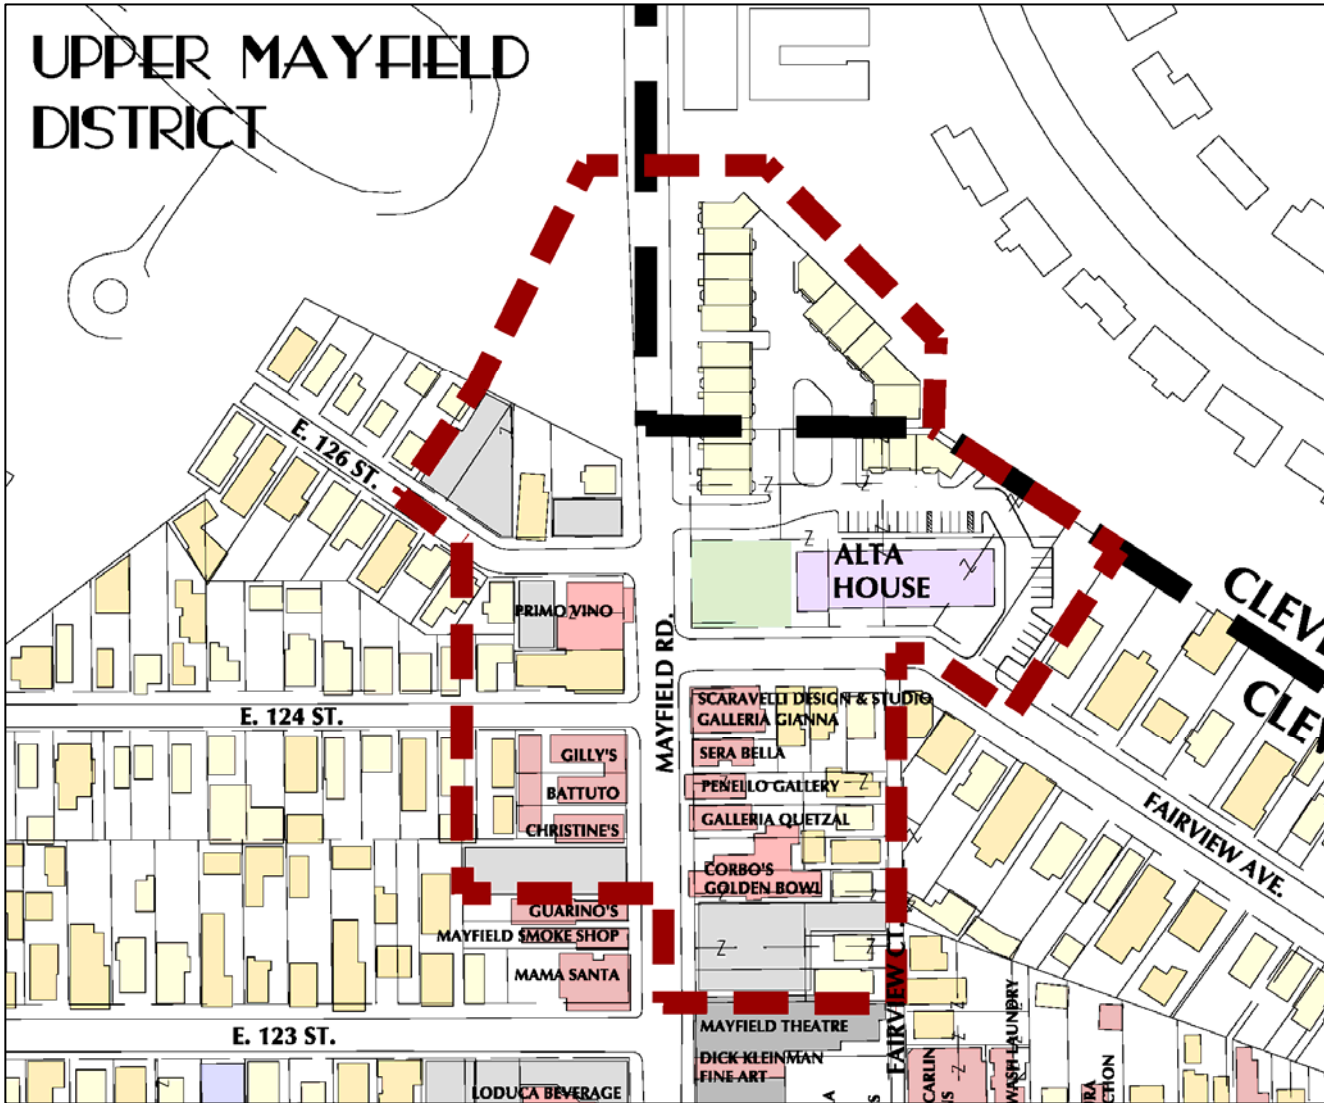 UPPER MAYFIELD
DISTRICT
E. 126 ST.
ALTA
HOUSE
PRIMO VINO
MAYFIELD RD.
E. 124 ST.
SCARAVELLI DESIGN & STUDIO
GALLERIA GIANNA
GILLY'S
SERA BELLA
BATTUTO
PENELLO GALLERY
CHRISTINE'S
GALLERIA QUETZAL
FAIRVIEW AVE.
CORBO'S
GOLDEN BOWL
GUARINO'S
MAYFIELD SMOKE SHOP
MAMA SANTA
FAIRVIEW CT.
E. 123 ST.
MAYFIELD THEATRE
DICK KLEINMAN
FINE ART
LODUCA BEVERAGE
SCARLIN
WASH LAUNDRY
CLEV
CLEV